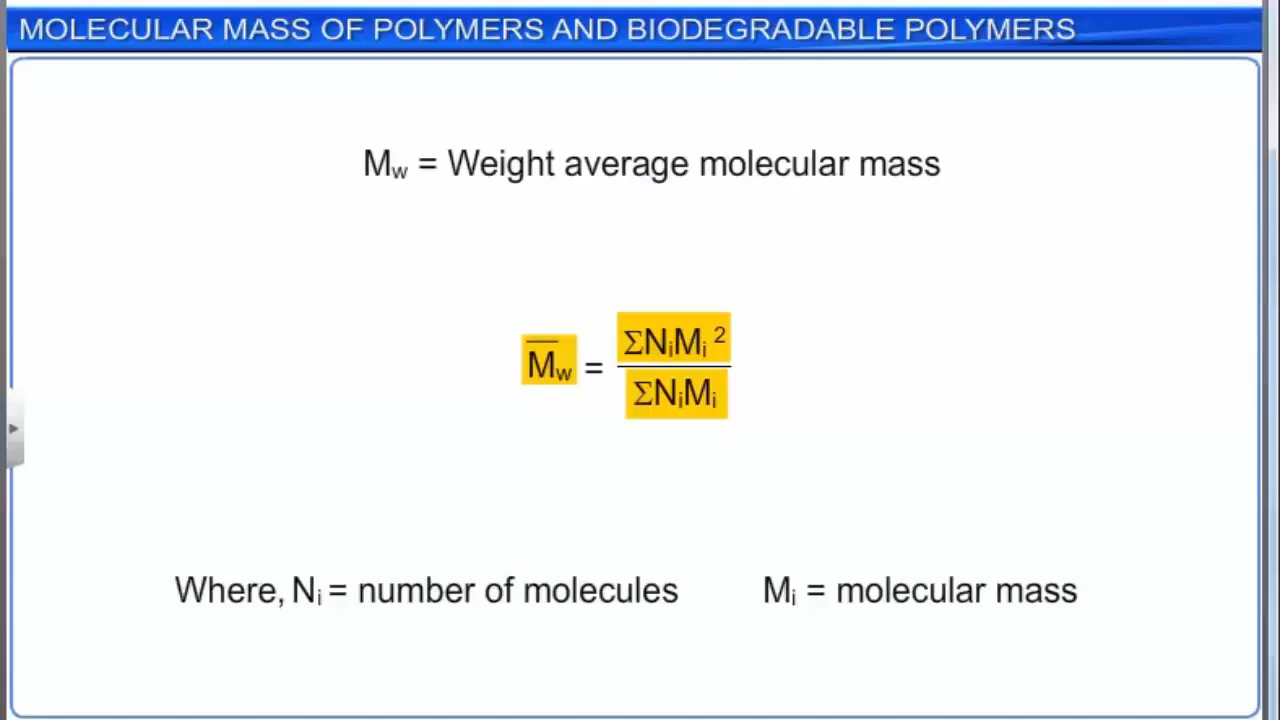 MOLECULAR MASS OF POLYMERS AND BIODEGRADABLE POLYMERS
Mw = Weight average molecular mass
M̅w = ΣNiMi² / ΣNiMi
Where, Ni = number of molecules Mi = molecular mass